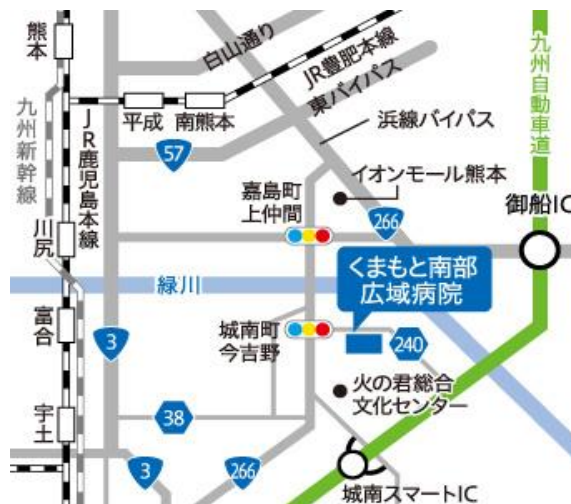 熊本
白山通り
JR豊肥本線
東バイパス
九州自動車道
平成
南熊本
浜線バイパス
九州新幹線
JR鹿児島本線
57
イオンモール熊本
嘉島町
上仲間
266
御船IC
川尻
くまもと南部
広域病院
緑川
富合
3
城南町
今吉野
240
火の君総合
文化センター
38
宇土
3
266
城南スマートIC